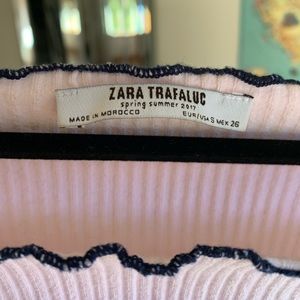 ZARA TRAFALUC
spring summer 2017
MADE IN MOROCCO EUR/USA S MEX 26